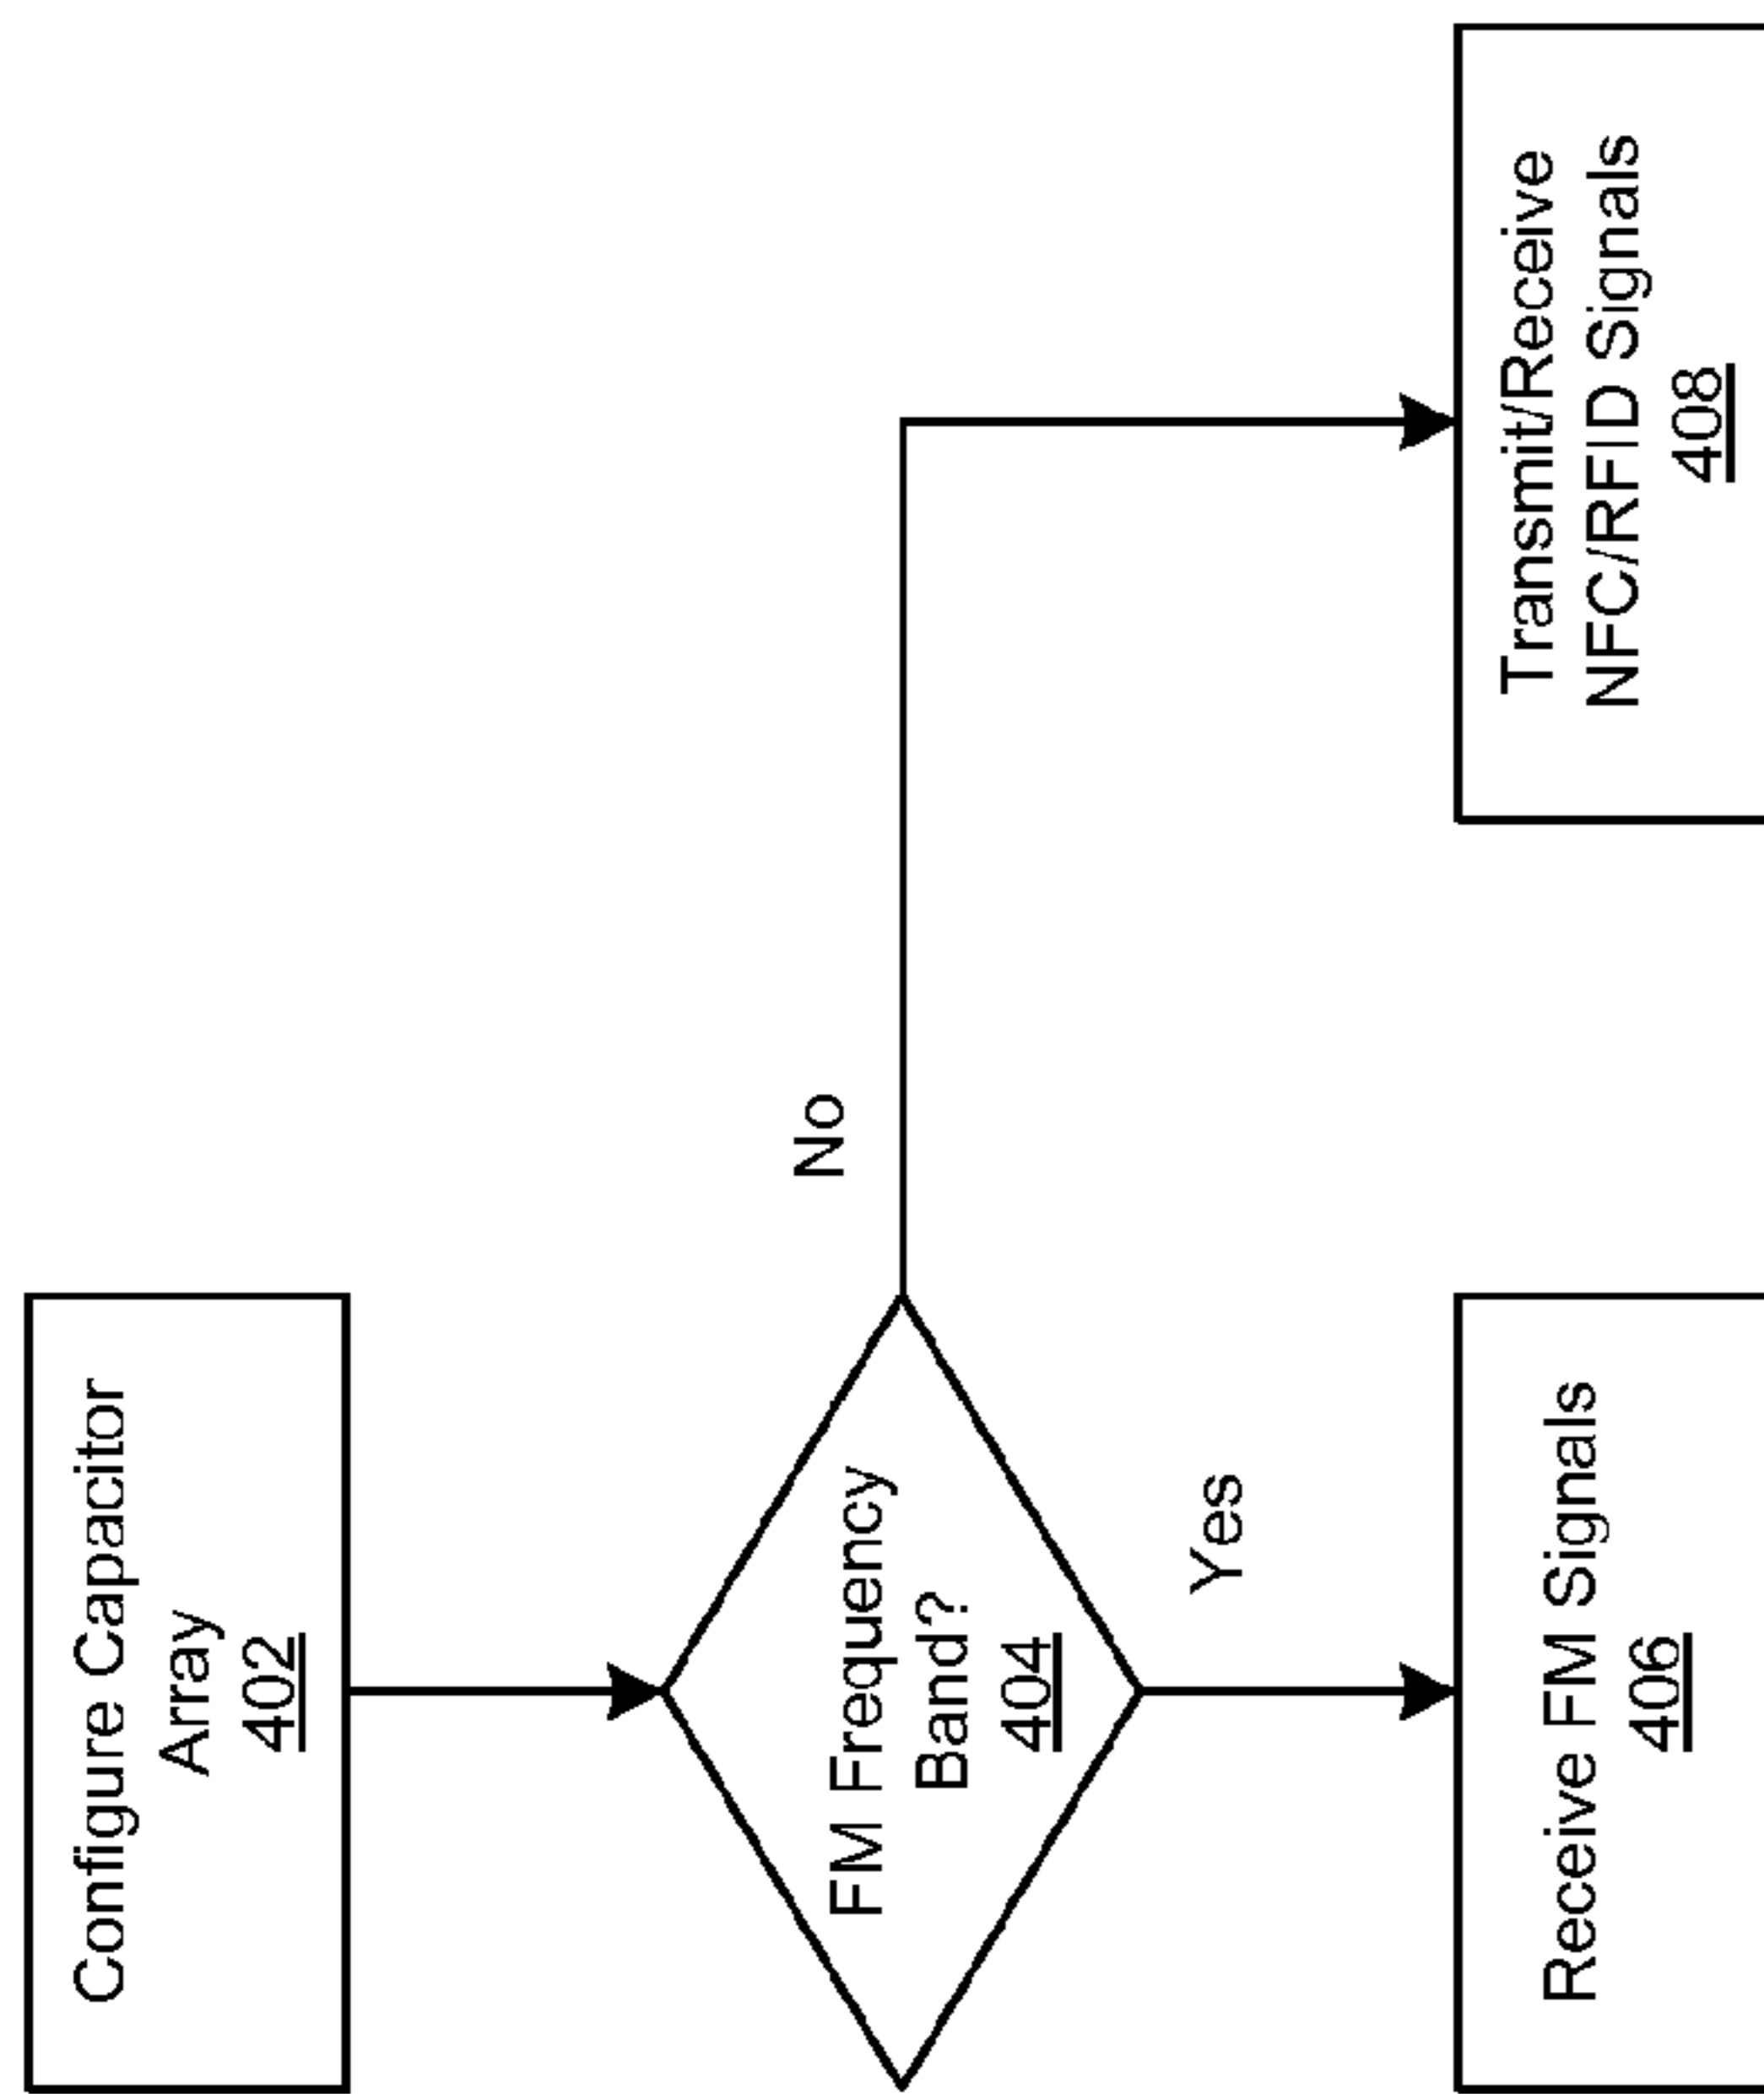 Configure Capacitor
Array
402
FM Frequency
Band?
404
No
Yes
Receive FM Signals
406
Transmit/Receive
NFC/RFID Signals
408